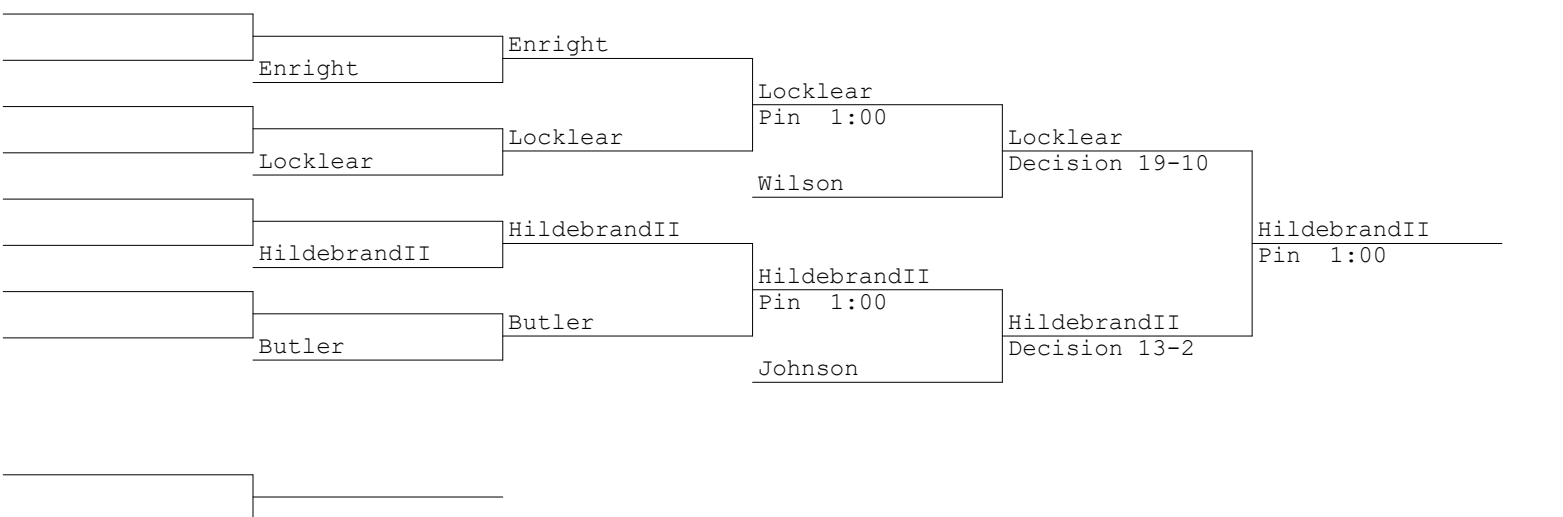 Enright
Enright
Locklear
Pin 1:00
Locklear
Locklear
Locklear
Decision 19-10
Wilson
HildebrandII
HildebrandII
HildebrandII
Pin 1:00
HildebrandII
HildebrandII
Pin 1:00
Butler
HildebrandII
Butler
Decision 13-2
Johnson